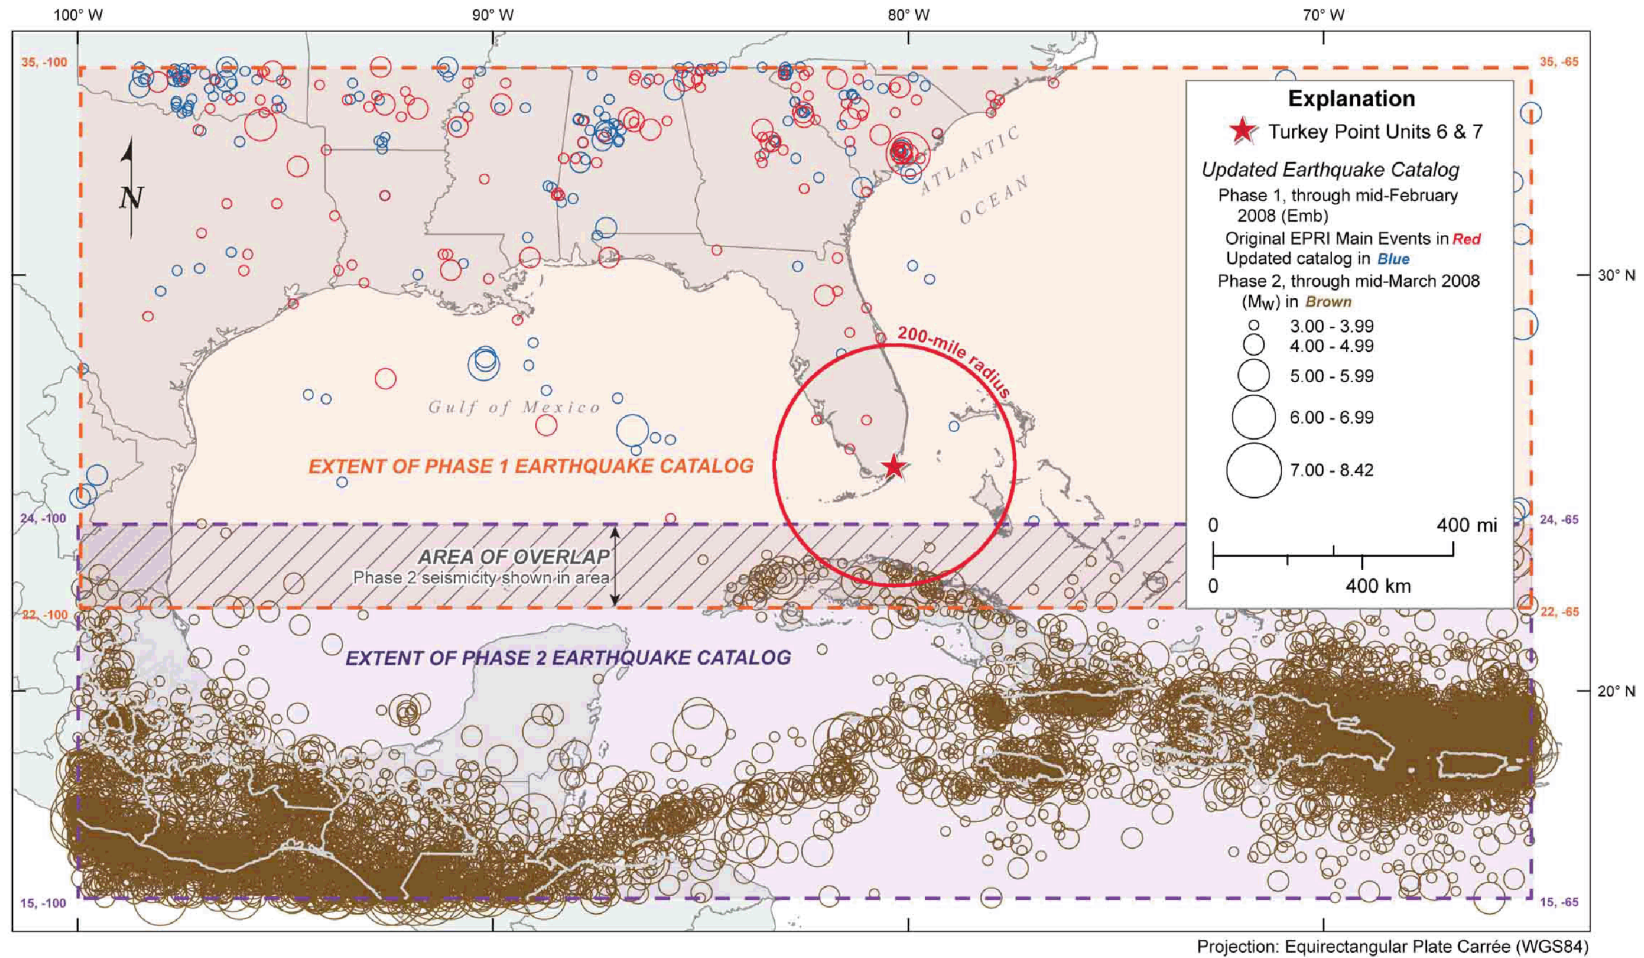 100° W
90° W
80° W
70° W
35, -100
35, -65
Explanation
Turkey Point Units 6 & 7
Updated Earthquake Catalog
Phase 1, through mid-February
2008 (Emb)
Original EPRI Main Events in Red
Updated catalog in Blue
Phase 2, through mid-March 2008
(Mw) in Brown
3.00 - 3.99
4.00 - 4.99
5.00 - 5.99
6.00 - 6.99
7.00 - 8.42
0
400 mi
0
400 km
N
ATLANTIC
OCEAN
30° N
200-mile radius
Gulf of Mexico
EXTENT OF PHASE 1 EARTHQUAKE CATALOG
24, -100
24, -65
AREA OF OVERLAP
Phase 2 seismicity shown in area
22, -100
22, -65
EXTENT OF PHASE 2 EARTHQUAKE CATALOG
20° N
15, -100
15, -65
Projection: Equirectangular Plate Carrée (WGS84)